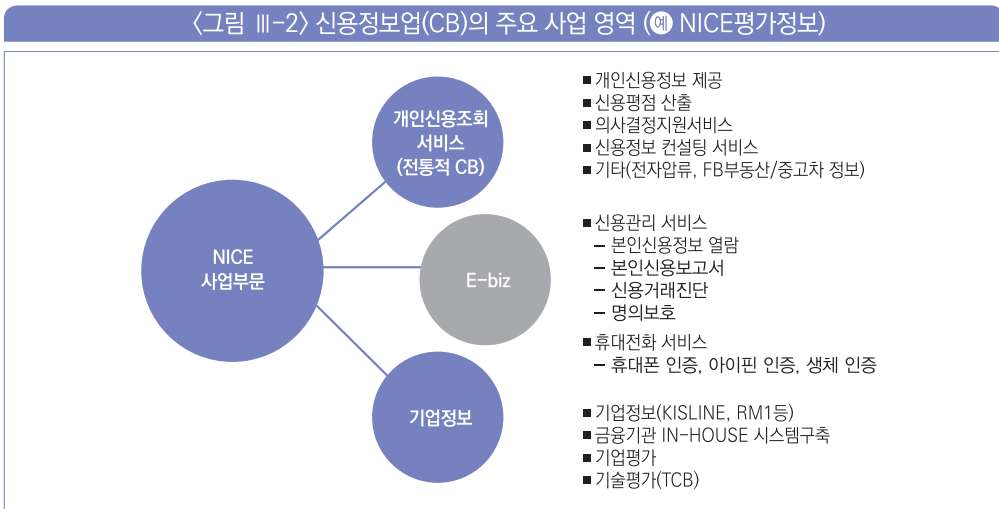 〈그림 Ⅲ-2〉 신용정보업(CB)의 주요 사업 영역 (예 NICE평가정보)
개인신용조회
서비스
(전통적 CB)
■ 개인신용정보 제공
■ 신용평점 산출
■ 의사결정지원서비스
■ 신용정보 컨설팅 서비스
■ 기타(전자압류, FB부동산/중고차 정보)
NICE
사업부문
E-biz
■ 신용관리 서비스
– 본인신용정보 열람
– 본인신용보고서
– 신용거래진단
– 명의보호
■ 휴대전화 서비스
– 휴대폰 인증, 아이핀 인증, 생체 인증
기업정보
■ 기업정보(KISLINE, RM1등)
■ 금융기관 IN-HOUSE 시스템구축
■ 기업평가
■ 기술평가(TCB)